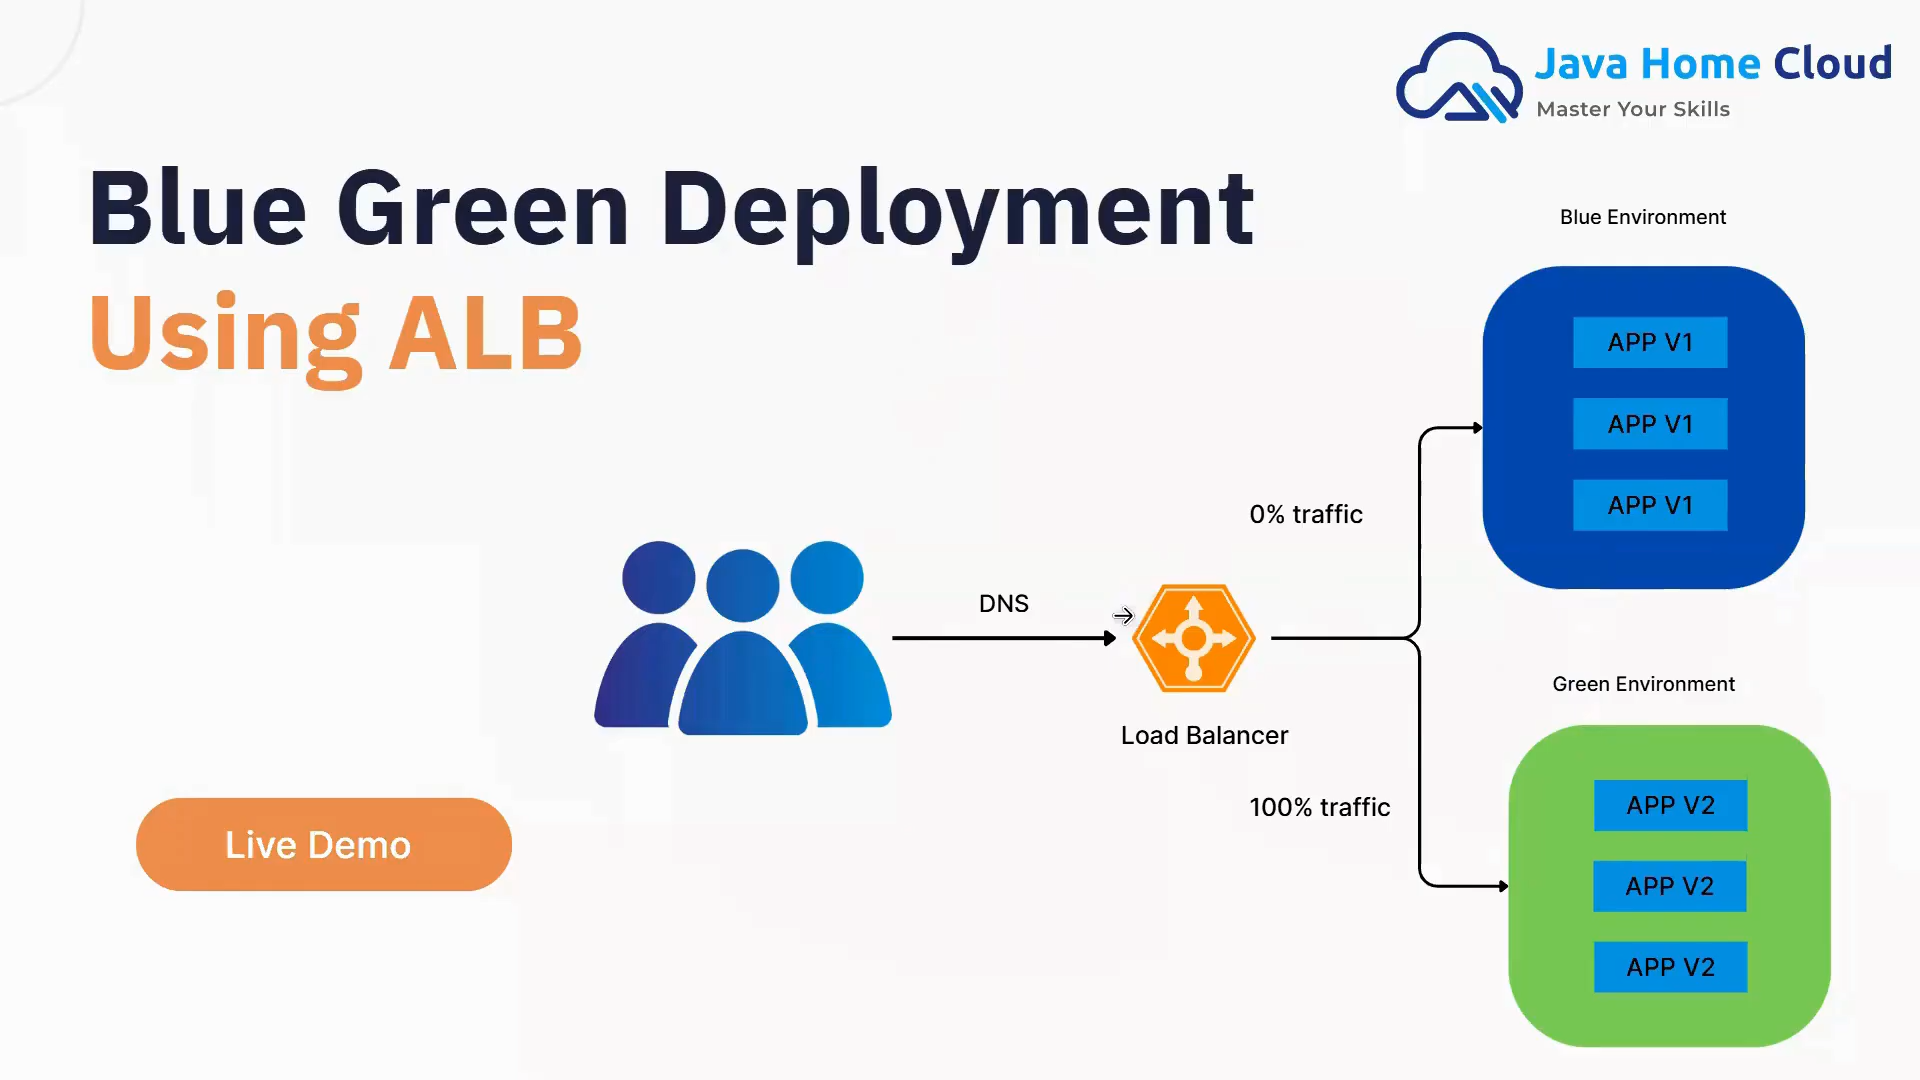 Java Home Cloud
Master Your Skills
Blue Green Deployment
Using ALB
Blue Environment
APP V1
APP V1
APP V1
0% traffic
DNS
Load Balancer
Green Environment
100% traffic
APP V2
APP V2
APP V2
Live Demo